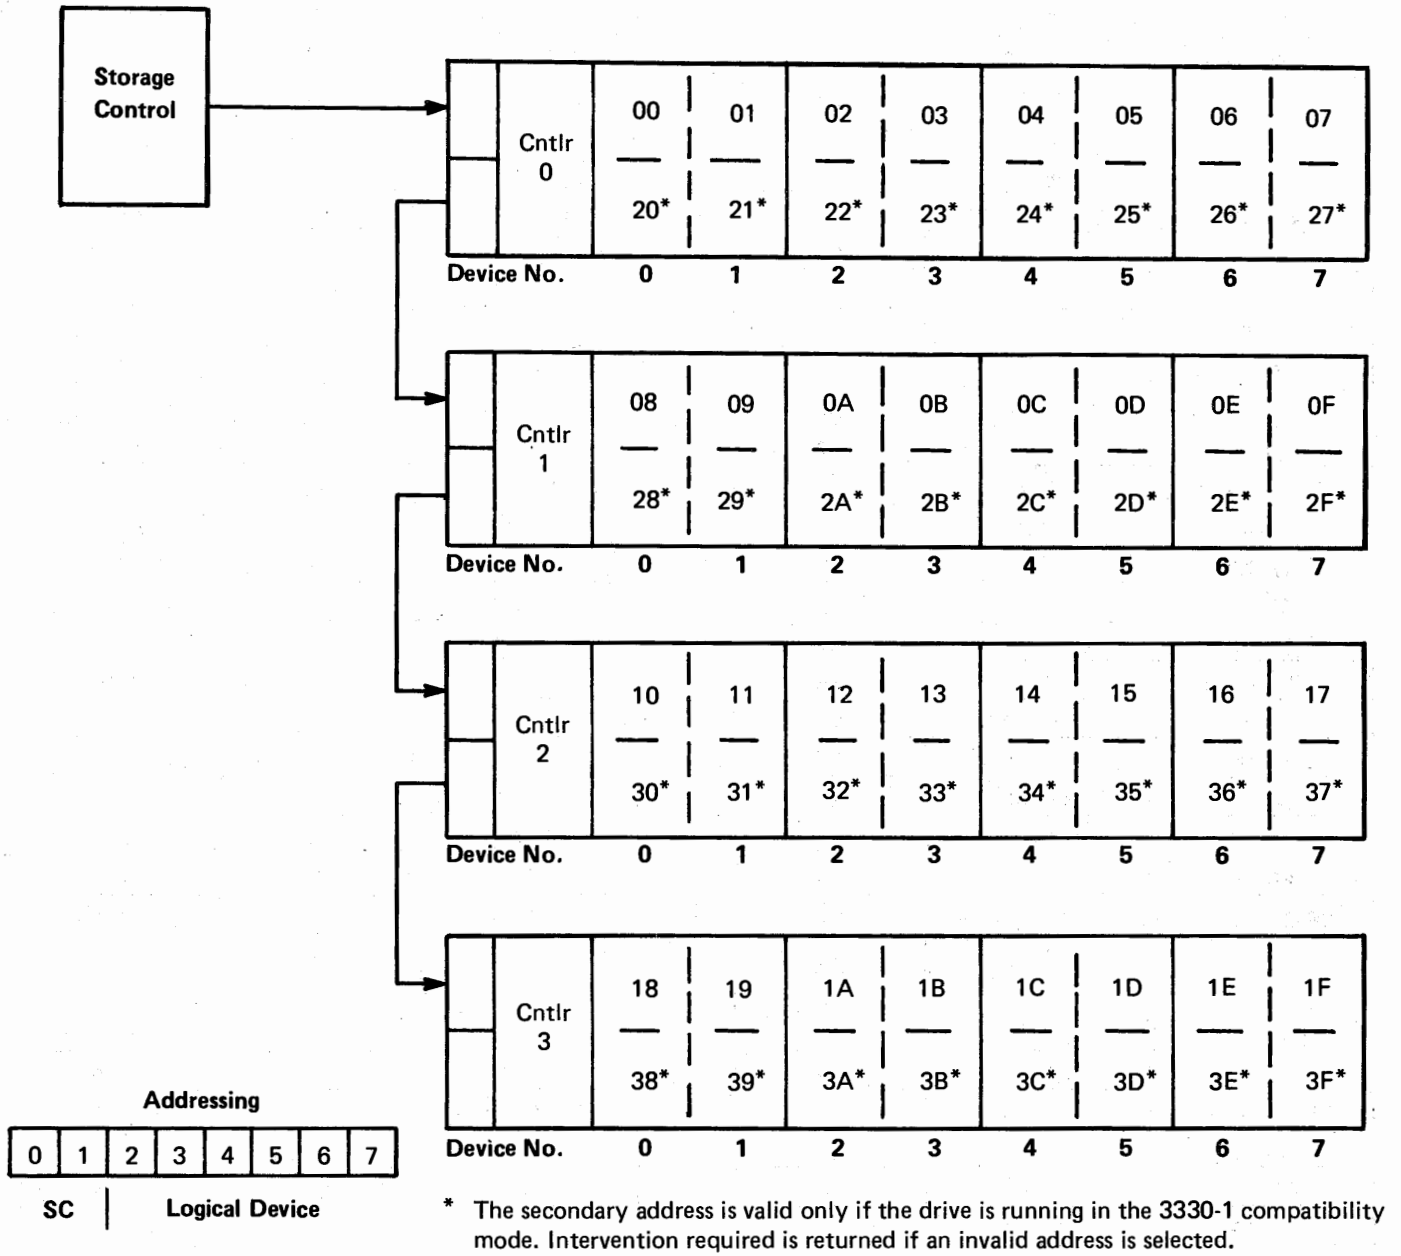 Storage
Control
Cntlr
0
00 01 02 03 04 05 06 07
20* 21* 22* 23* 24* 25* 26* 27*
Device No. 0 1 2 3 4 5 6 7
Cntlr
1
08 09 0A 0B 0C 0D 0E 0F
28* 29* 2A* 2B* 2C* 2D* 2E* 2F*
Device No. 0 1 2 3 4 5 6 7
Cntlr
2
10 11 12 13 14 15 16 17
30* 31* 32* 33* 34* 35* 36* 37*
Device No. 0 1 2 3 4 5 6 7
Cntlr
3
18 19 1A 1B 1C 1D 1E 1F
38* 39* 3A* 3B* 3C* 3D* 3E* 3F*
Device No. 0 1 2 3 4 5 6 7
Addressing
0 1 2 3 4 5 6 7
SC Logical Device
* The secondary address is valid only if the drive is running in the 3330-1 compatibility
mode. Intervention required is returned if an invalid address is selected.